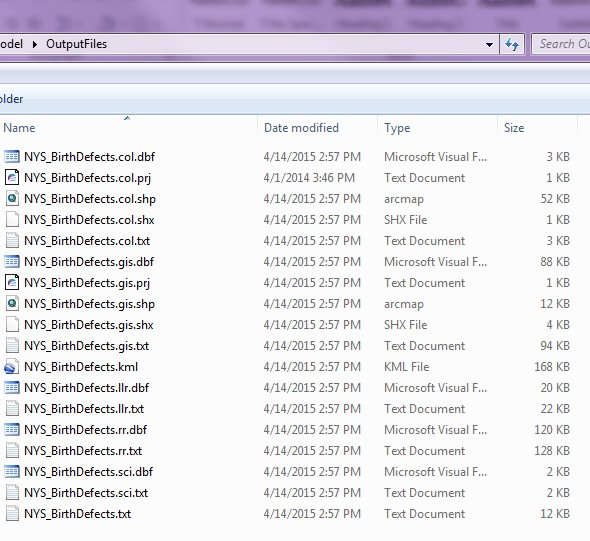 odel ▸ OutputFiles Search Ou
older
Name Date modified Type Size
NYS_BirthDefects.col.dbf 4/14/2015 2:57 PM Microsoft Visual F... 3 KB
NYS_BirthDefects.col.prj 4/1/2014 3:46 PM Text Document 1 KB
NYS_BirthDefects.col.shp 4/14/2015 2:57 PM arcmap 52 KB
NYS_BirthDefects.col.shx 4/14/2015 2:57 PM SHX File 1 KB
NYS_BirthDefects.col.txt 4/14/2015 2:57 PM Text Document 3 KB
NYS_BirthDefects.gis.dbf 4/14/2015 2:57 PM Microsoft Visual F... 88 KB
NYS_BirthDefects.gis.prj 4/14/2015 2:57 PM Text Document 1 KB
NYS_BirthDefects.gis.shp 4/14/2015 2:57 PM arcmap 12 KB
NYS_BirthDefects.gis.shx 4/14/2015 2:57 PM SHX File 4 KB
NYS_BirthDefects.gis.txt 4/14/2015 2:57 PM Text Document 94 KB
NYS_BirthDefects.kml 4/14/2015 2:57 PM KML File 168 KB
NYS_BirthDefects.llr.dbf 4/14/2015 2:57 PM Microsoft Visual F... 20 KB
NYS_BirthDefects.llr.txt 4/14/2015 2:57 PM Text Document 22 KB
NYS_BirthDefects.rr.dbf 4/14/2015 2:57 PM Microsoft Visual F... 120 KB
NYS_BirthDefects.rr.txt 4/14/2015 2:57 PM Text Document 128 KB
NYS_BirthDefects.sci.dbf 4/14/2015 2:57 PM Microsoft Visual F... 2 KB
NYS_BirthDefects.sci.txt 4/14/2015 2:57 PM Text Document 2 KB
NYS_BirthDefects.txt 4/14/2015 2:57 PM Text Document 12 KB